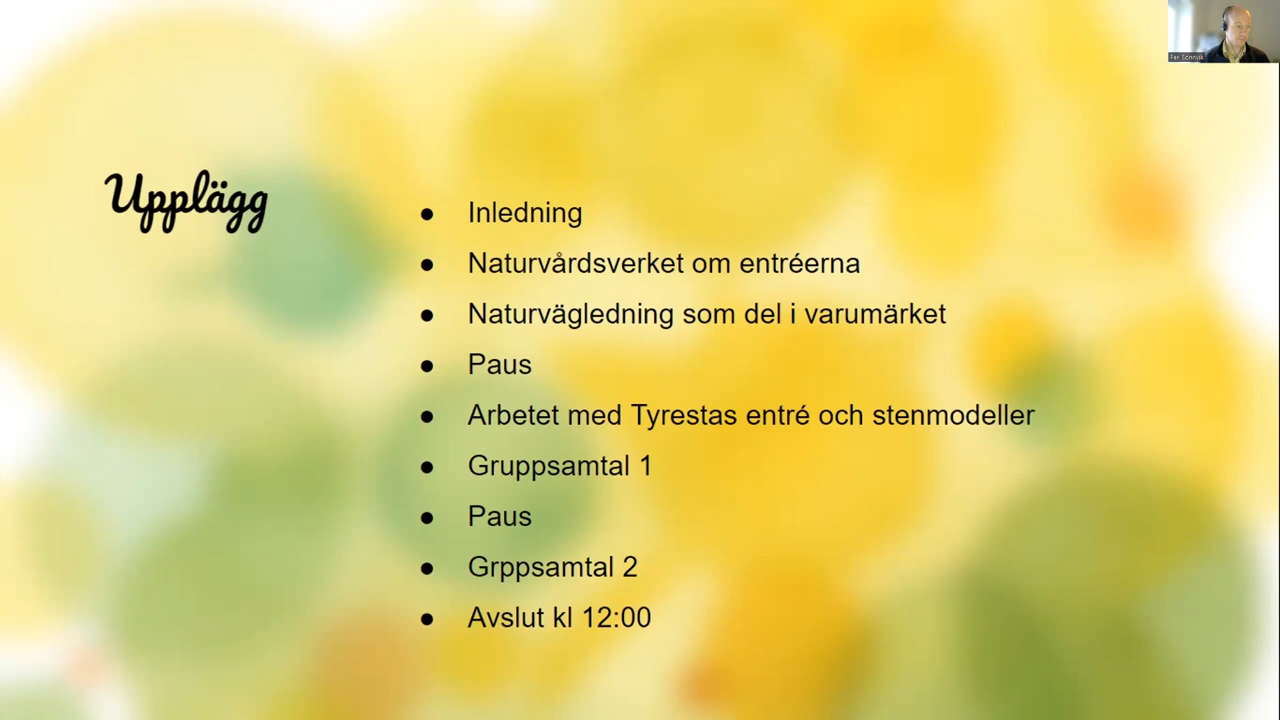 Upplägg
● Inledning
● Naturvårdsverket om entréerna
● Naturvägledning som del i varumärket
● Paus
● Arbetet med Tyrestas entré och stenmodeller
● Gruppsamtal 1
● Paus
● Grppsamtal 2
● Avslut kl 12:00